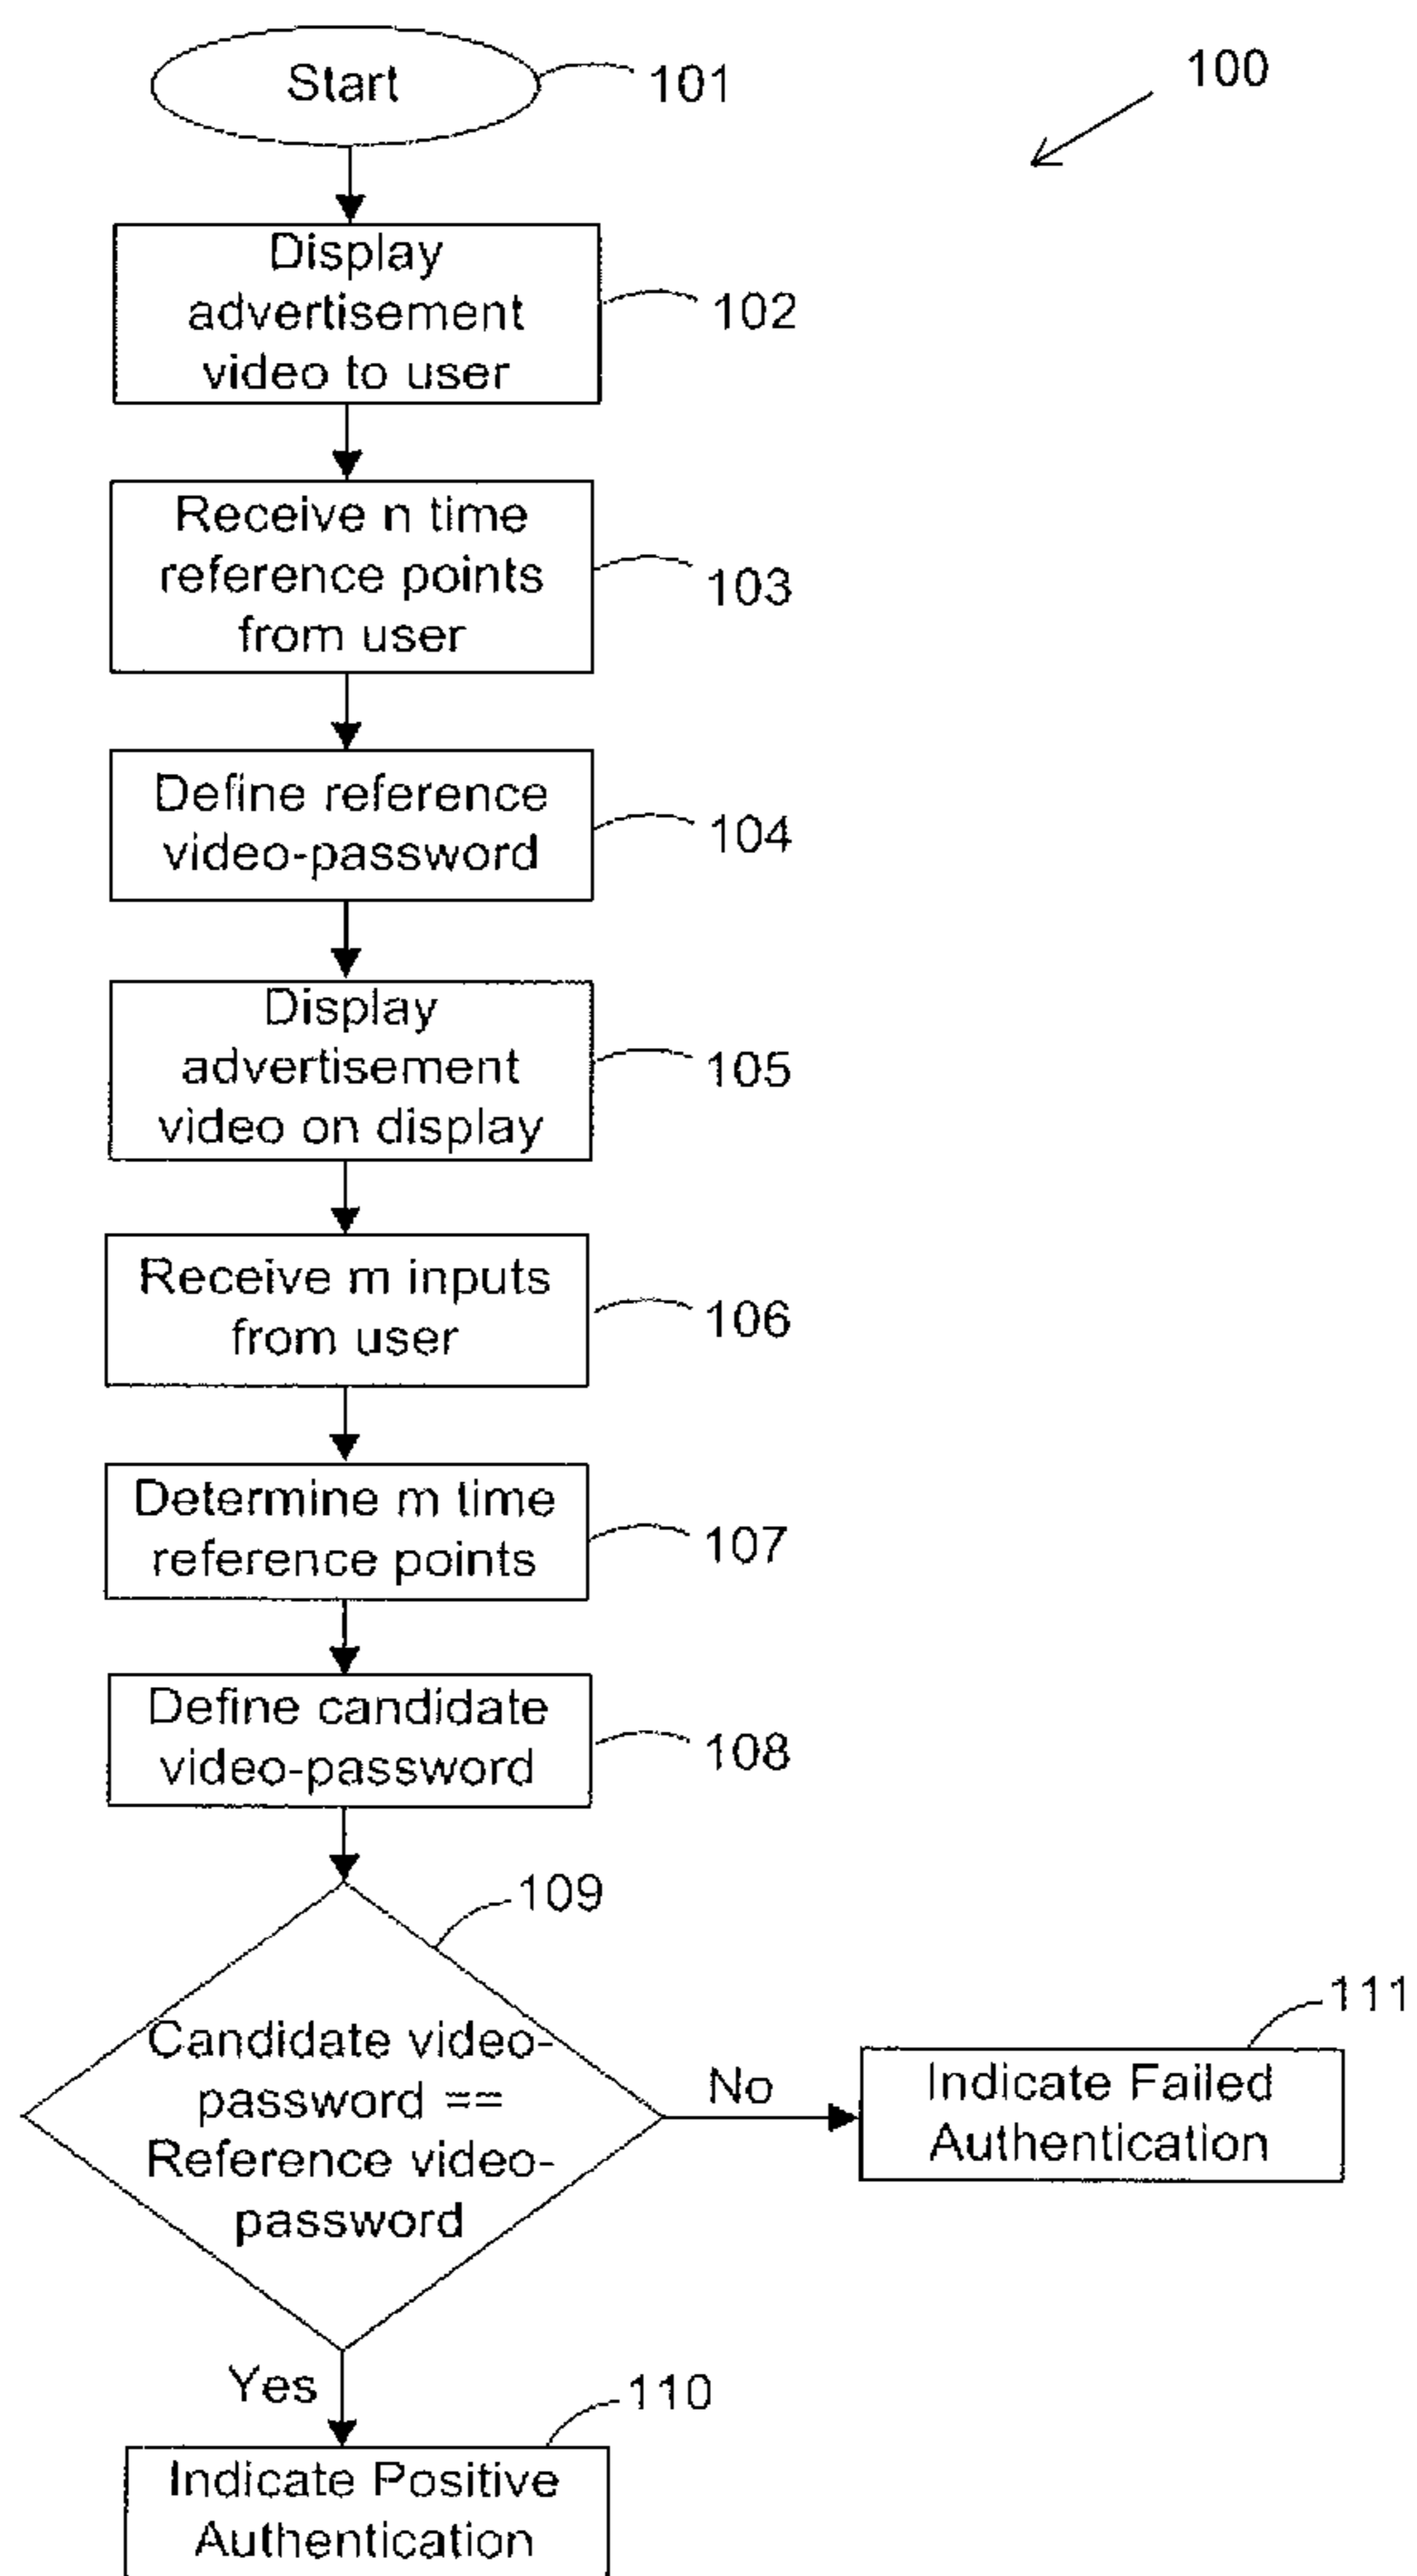 Start
101
100
Display
advertisement
video to user
102
Receive n time
reference points
from user
103
Define reference
video-password
104
Display
advertisement
video on display
105
Receive m inputs
from user
106
Determine m time
reference points
107
Define candidate
video-password
108
109
Candidate video-
password ==
Reference video-
password
No
111
Indicate Failed
Authentication
Yes
110
Indicate Positive
Authentication